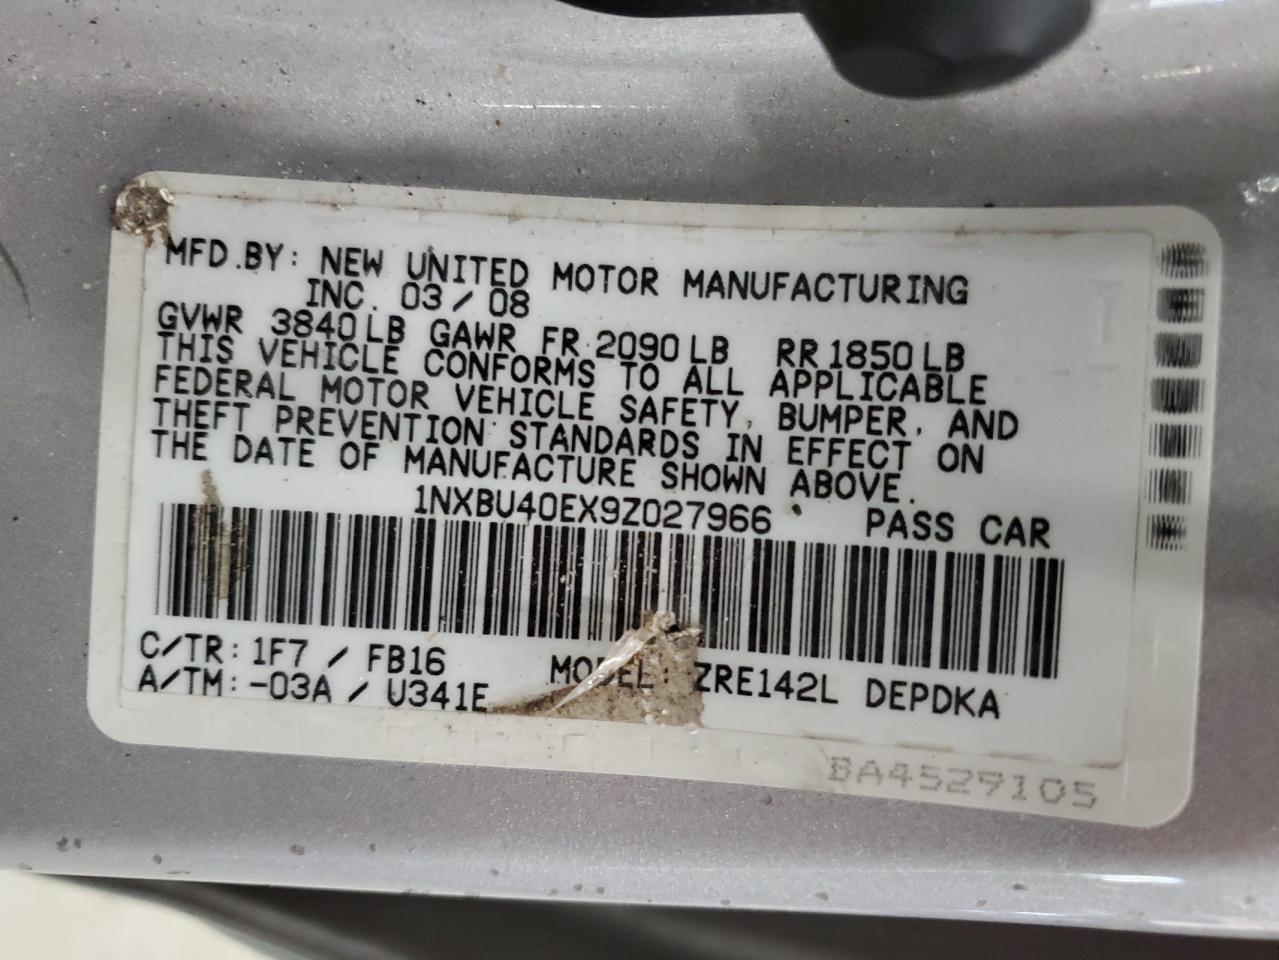 MFD.BY: NEW UNITED MOTOR MANUFACTURING
INC. 03/08
GVWR 3840LB GAWR FR 2090LB RR1850LB
THIS VEHICLE CONFORMS TO ALL APPLICABLE
FEDERAL MOTOR VEHICLE SAFETY, BUMPER, AND
THEFT PREVENTION STANDARDS IN EFFECT ON
THE DATE OF MANUFACTURE SHOWN ABOVE.
1NXBU40EX9Z027966 PASS CAR
C/TR: 1F7 / FB16 MODEL: ZRE142L DEPDKA
A/TM: -03A / U341E
BA4529105